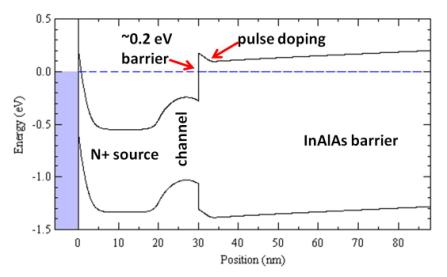 0.5
0.0
-0.5
-1.0
-1.5
Energy (eV)
~0.2 eV
barrier
pulse doping
N+ source
channel
InAlAs barrier
0 10 20 30 40 50 60 70 80
Position (nm)